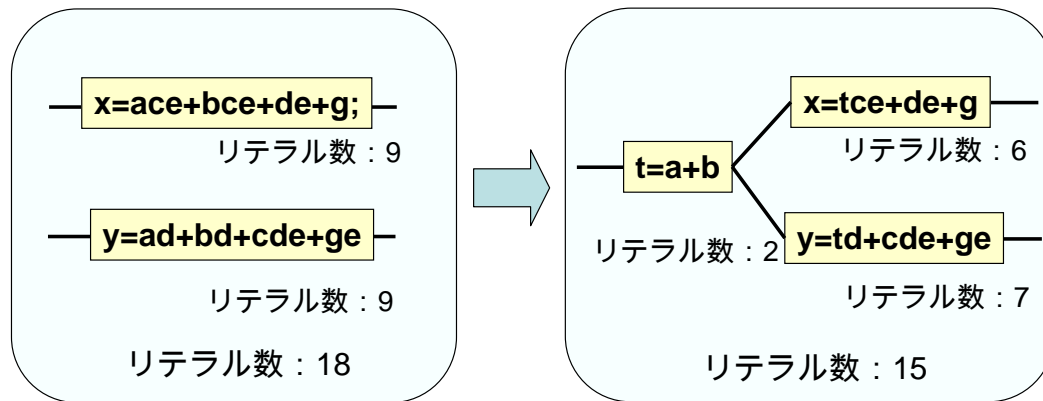 x=ace+bce+de+g;
リテラル数：9
y=ad+bd+cde+ge
リテラル数：9
リテラル数：18
x=tce+de+g
リテラル数：6
t=a+b
リテラル数：2
y=td+cde+ge
リテラル数：7
リテラル数：15